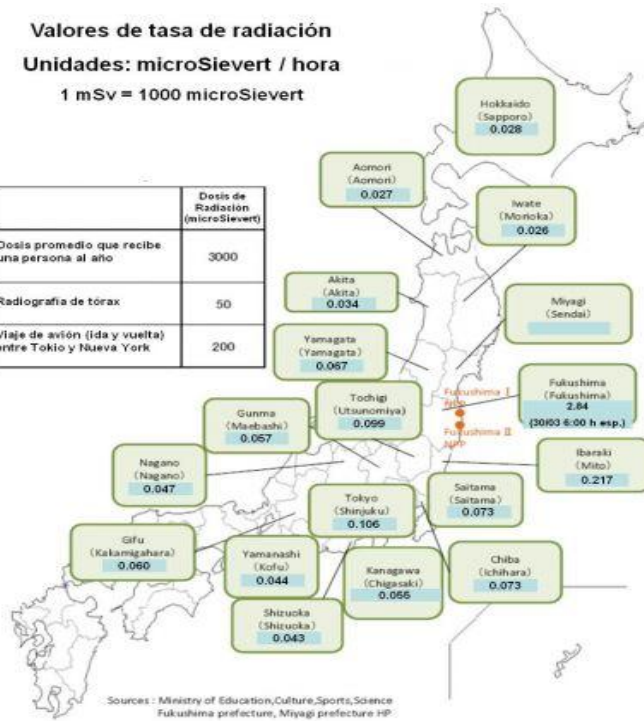 Valores de tasa de radiación
Unidades: microSievert / hora
1 mSv = 1000 microSievert
Hokkaido
(Sapporo)
0.028
Aomori
(Aomori)
0.027
Iwate
(Morioka)
0.026
Dosis de
Radiación
(microSievert)
Dosis promedio que recibe
una persona al año
3000
Radiografía de tórax
50
Viaje de avión (ida y vuelta)
entre Tokio y Nueva York
200
Akita
(Akita)
0.034
Miyagi
(Sendai)
Yamagata
(Yamagata)
0.067
Fukushima I
NPP
Fukushima II
NPP
Fukushima
(Fukushima)
2.84
(30/03 6:00 h esp.)
Tochigi
(Utsunomiya)
0.099
Gunma
(Maebashi)
0.057
Ibaraki
(Mito)
0.217
Nagano
(Nagano)
0.047
Saitama
(Saitama)
0.073
Tokyo
(Shinjuku)
0.106
Gifu
(Kakamigahara)
0.060
Yamanashi
(Kofu)
0.044
Kanagawa
(Chigasaki)
0.055
Chiba
(Ichihara)
0.073
Shizuoka
(Shizuoka)
0.043
Sources : Ministry of Education,Culture,Sports,Science
Fukushima prefecture, Miyagi prefecture HP